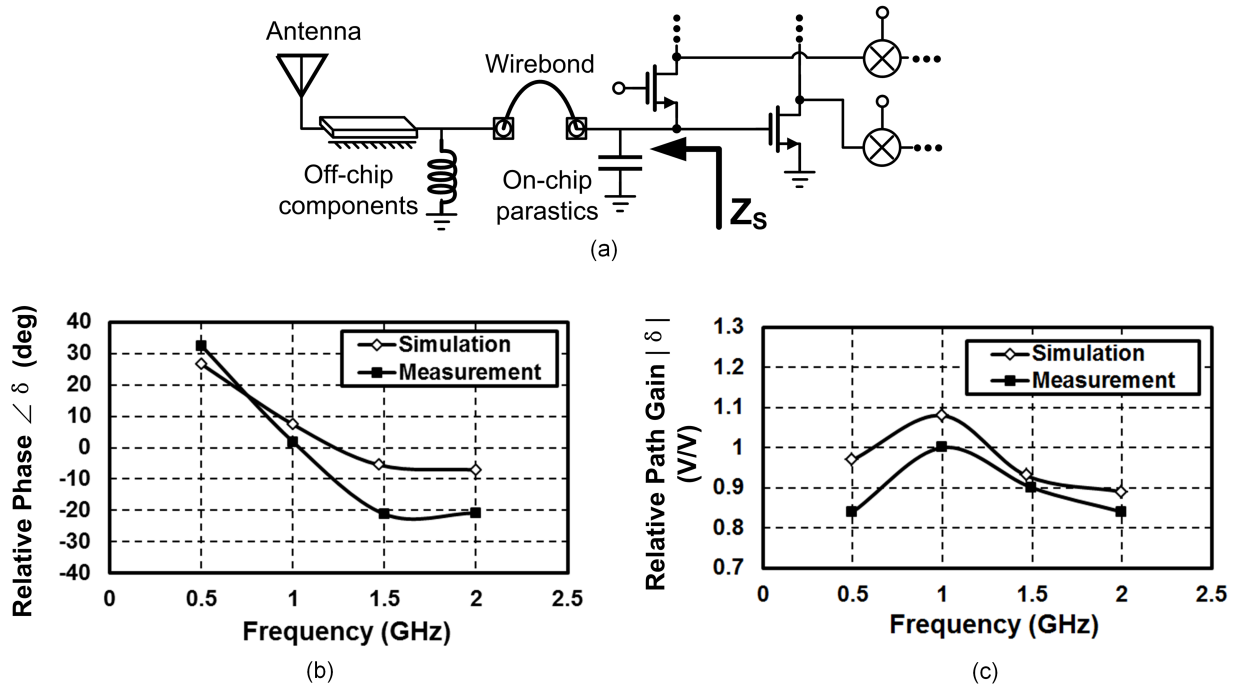 Antenna
Wirebond
Off-chip
components
On-chip
parastics
Z_S
(a)
Relative Phase ∠ δ (deg)
40
30
20
10
0
-10
-20
-30
-40
Simulation
Measurement
0
0.5
1
1.5
2
2.5
Frequency (GHz)
(b)
Relative Path Gain | δ |
(V/V)
1.3
1.2
1.1
1
0.9
0.8
0.7
Simulation
Measurement
0
0.5
1
1.5
2
2.5
Frequency (GHz)
(c)